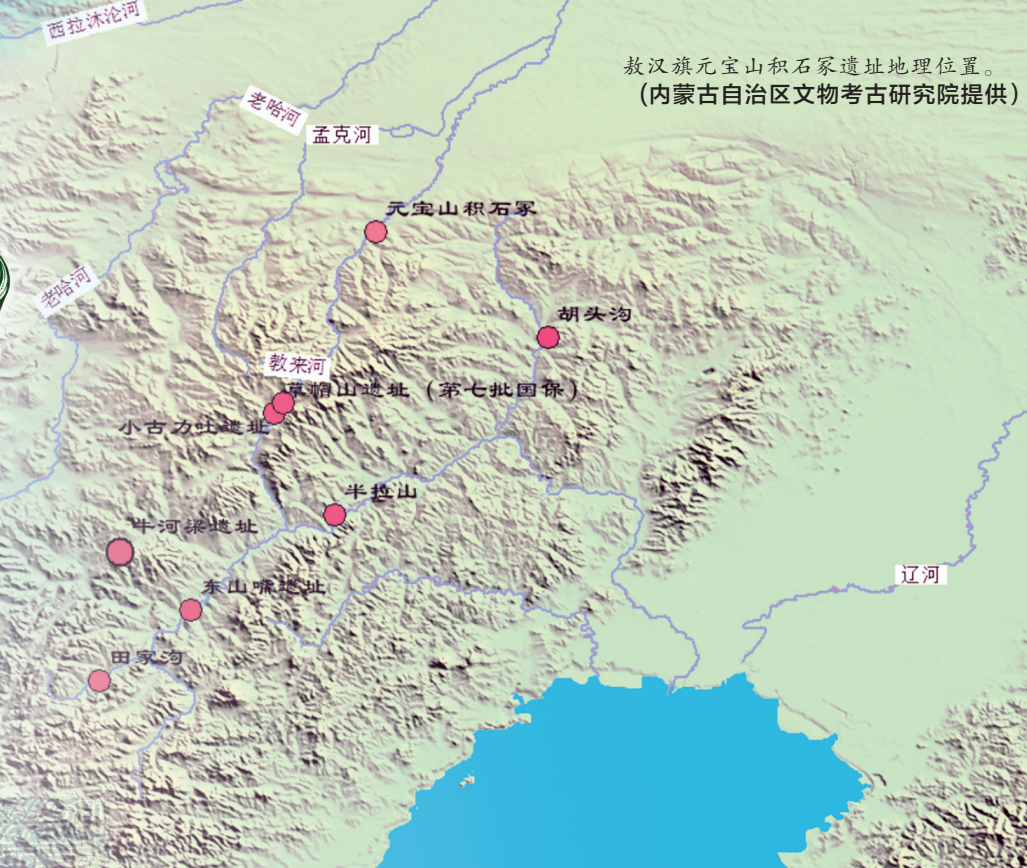 西拉沐沦河
敖汉旗元宝山积石冢遗址地理位置。
(内蒙古自治区文物考古研究院提供)
老哈河
孟克河
元宝山积石冢
老哈河
胡头沟
教来河
草帽山遗址（第七批国保）
小古力吐遗址
半拉山
牛河梁遗址
辽河
东山嘴遗址
田家沟